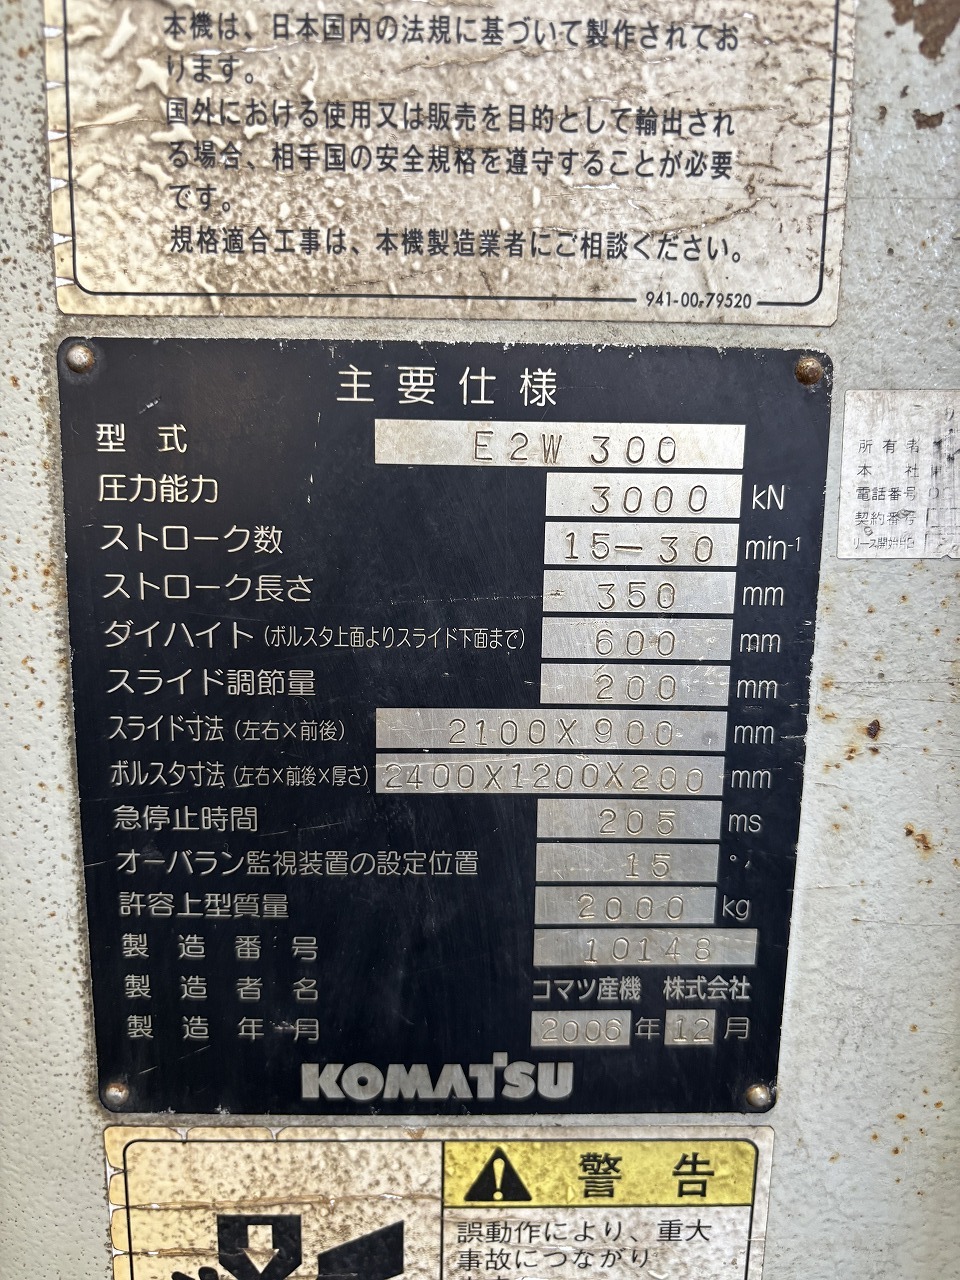 本機は、日本国内の法規に基づいて製作されてお
ります。
国外における使用又は販売を目的として輸出され
る場合、相手国の安全規格を遵守することが必要
です。
規格適合工事は、本機製造業者にご相談ください。
941-00-79520
主要仕様
型式 E2W 300
圧力能力 3000 kN
ストローク数 15-30 min-1
ストローク長さ 350 mm
ダイハイト (ボルスタ上面よりスライド下面まで) 600 mm
スライド調節量 200 mm
スライド寸法 (左右×前後) 2100X900 mm
ボルスタ寸法 (左右×前後×厚さ) 2400X1200X200 mm
急停止時間 205 ms
オーバラン監視装置の設定位置 15 °
許容上型質量 2000 kg
製造番号 10148
製造者名 コマツ産機 株式会社
製造年月 2006年12月
KOMATSU
所有者
本社
電話番号
契約番号
リース開始日
警告
誤動作により、重大
事故につながり